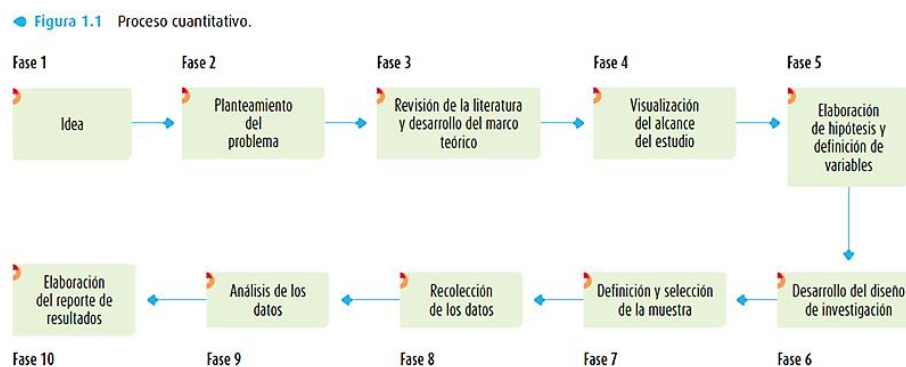 Figura 1.1 Proceso cuantitativo.
Fase 1
Fase 2
Fase 3
Fase 4
Fase 5
Idea
Planteamiento
del
problema
Revisión de la literatura
y desarrollo del marco
teórico
Visualización
del alcance
del estudio
Elaboración
de hipótesis y
definición de
variables
Elaboración
del reporte de
resultados
Análisis de los
datos
Recolección
de los datos
Definición y selección
de la muestra
Desarrollo del diseño
de investigación
Fase 10
Fase 9
Fase 8
Fase 7
Fase 6